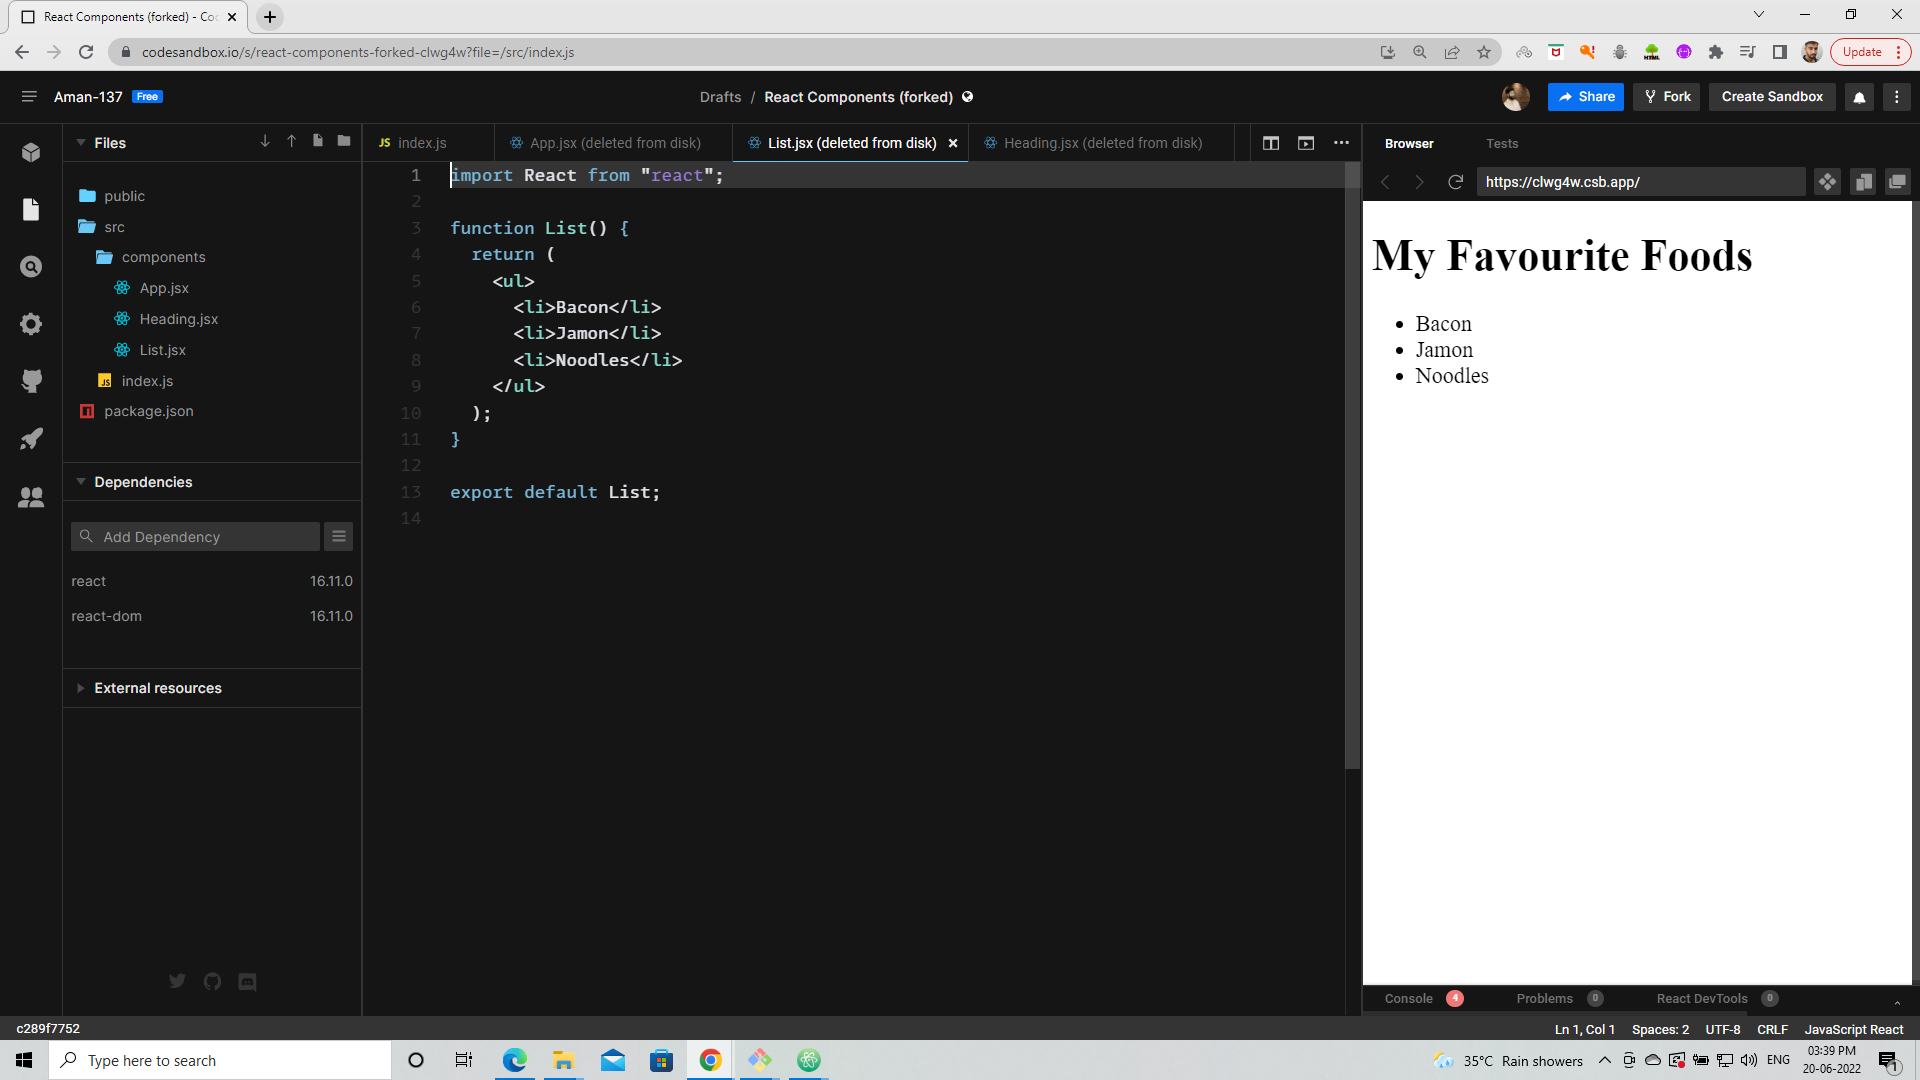 React Components (forked) - Co
codesandbox.io/s/react-components-forked-clwg4w?file=/src/index.js
Update
Aman-137 Free
Drafts / React Components (forked)
Share
Fork
Create Sandbox
Files
JS index.js
App.jsx (deleted from disk)
List.jsx (deleted from disk)
Heading.jsx (deleted from disk)
Browser
Tests
https://clwg4w.csb.app/
public
src
components
App.jsx
Heading.jsx
List.jsx
JS index.js
package.json
Dependencies
Add Dependency
react 16.11.0
react-dom 16.11.0
External resources
1 import React from "react";
2
3 function List() {
4 return (
5 <ul>
6 <li>Bacon</li>
7 <li>Jamon</li>
8 <li>Noodles</li>
9 </ul>
10 );
11 }
12
13 export default List;
14
My Favourite Foods
• Bacon
• Jamon
• Noodles
Console 4
Problems 0
React DevTools 0
c289f7752
Ln 1, Col 1
Spaces: 2
UTF-8
CRLF
JavaScript React
Type here to search
35°C Rain showers
ENG
03:39 PM
20-06-2022
1